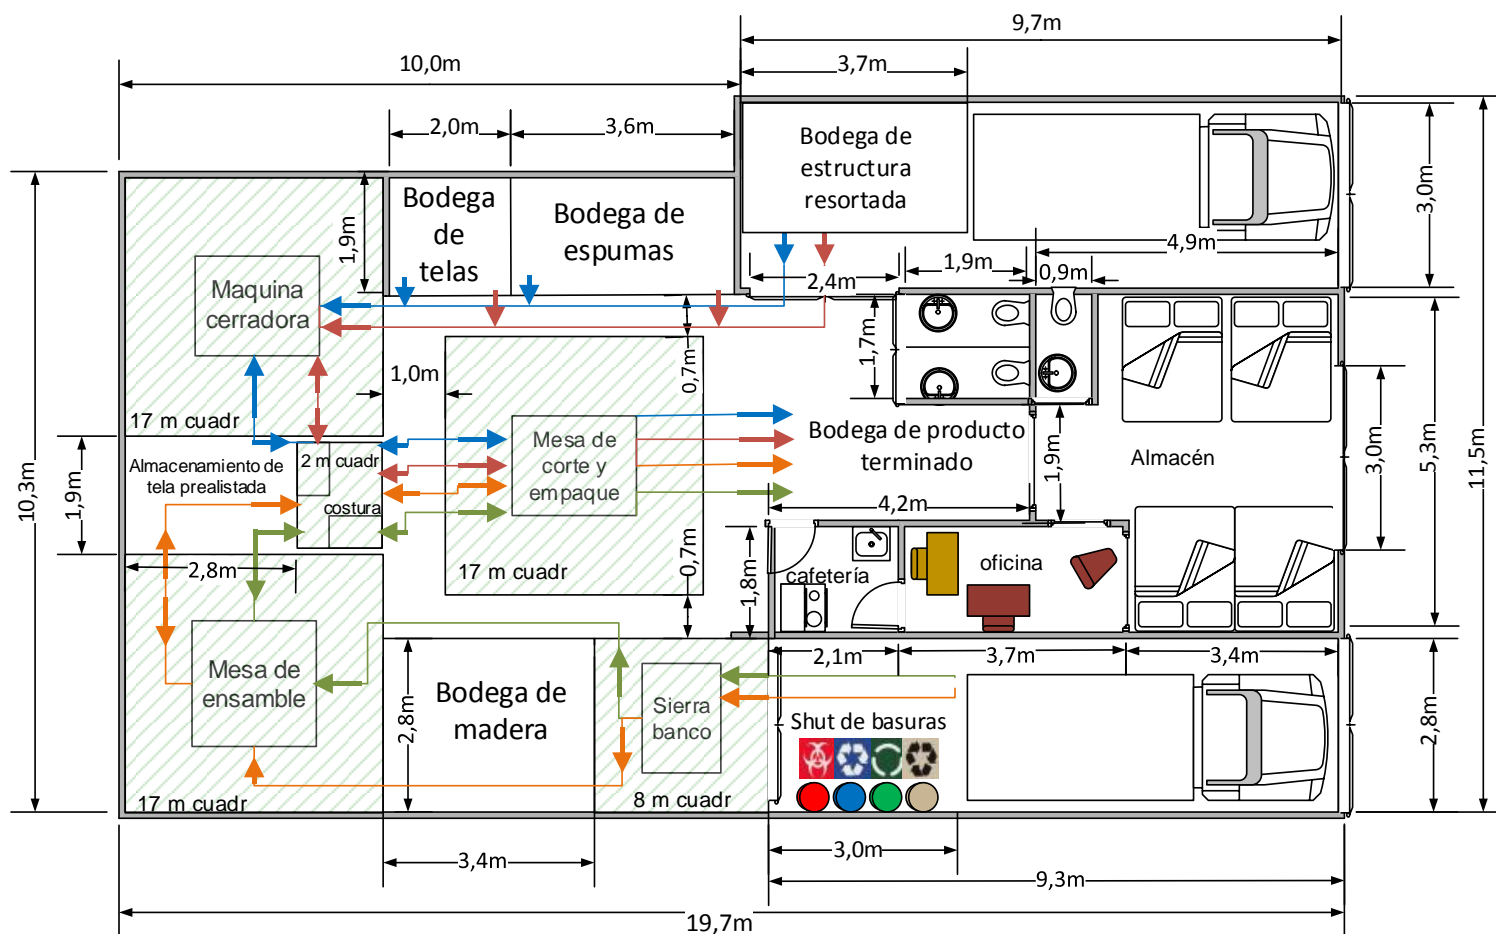 9,7m
10,0m
3,7m
2,0m
3,6m
Bodega de
estructura
resortada
3,0m
11,5m
Bodega
de
telas
Bodega de
espumas
1,9m
4,9m
1,9m
0,9m
2,4m
Maquina
cerradora
1,7m
0,7m
1,0m
17 m cuadr
10,3m
1,9m
Almacenamiento de
tela prealistada
2 m cuadr
costura
Mesa de
corte y
empaque
Bodega de producto
terminado
1,9m
Almacén
3,0m
5,3m
4,2m
2,8m
17 m cuadr
0,7m
1,8m
cafetería
oficina
Mesa de
ensamble
17 m cuadr
2,8m
Bodega de
madera
Sierra
banco
8 m cuadr
2,1m
3,7m
3,4m
Shut de basuras
2,8m
3,4m
3,0m
9,3m
19,7m